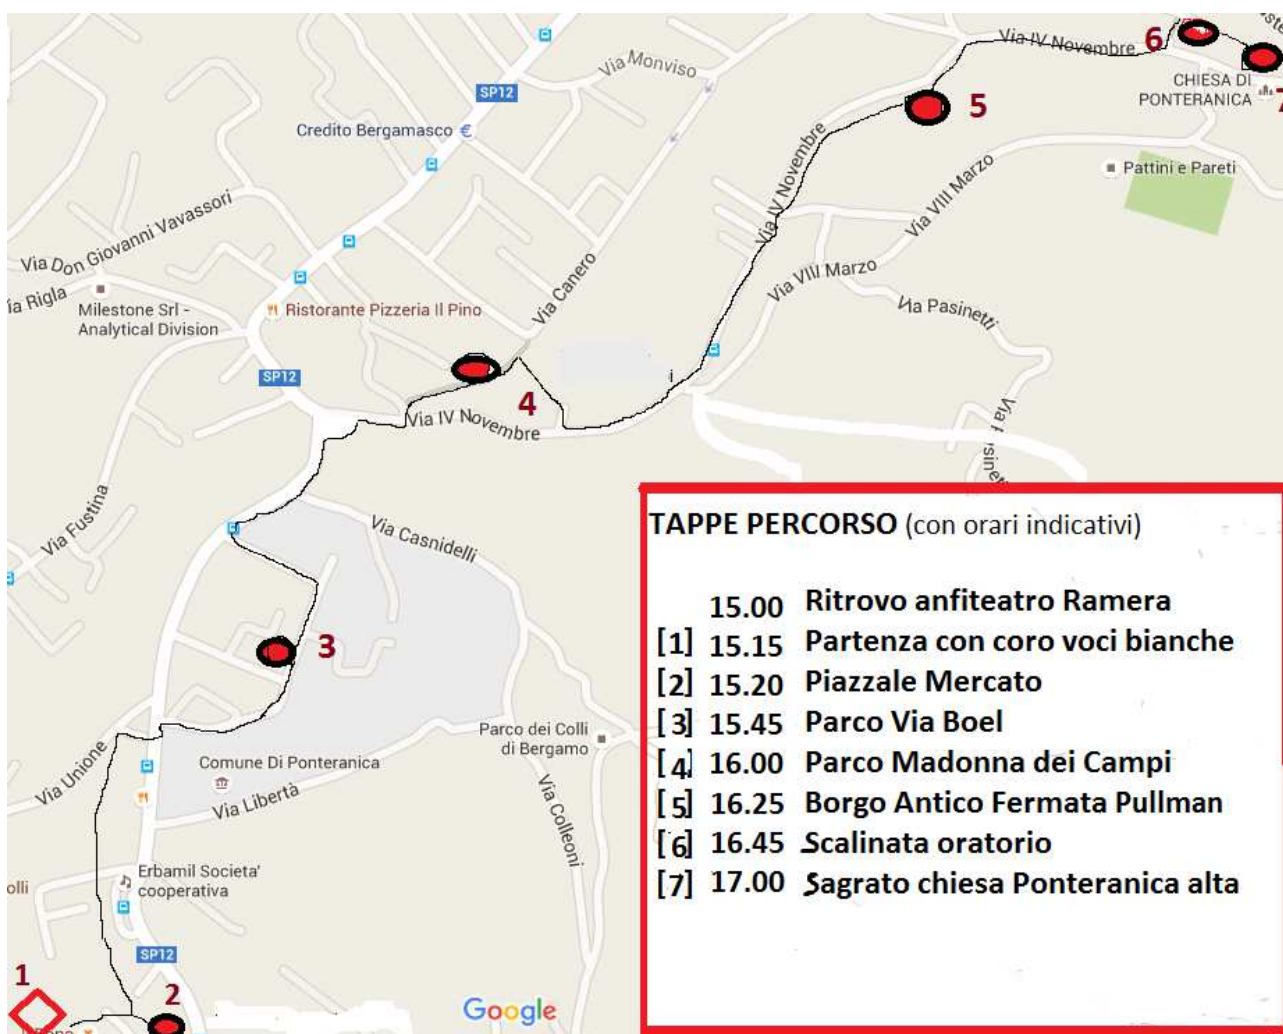 Via IV Novembre
6
CHIESA DI
PONTERANICA
7
Via Monviso
SP12
5
Credito Bergamasco €
Via IV Novembre
Via VIII Marzo
Pattini e Pareti
Via Don Giovanni Vavassori
ia Rigla
Milestone Srl -
Analytical Division
Ristorante Pizzeria Il Pino
Via Canero
Via VIII Marzo
Via Pasinetti
SP12
i
4
Via IV Novembre
Via Fustina
Via Casnidelli
3
Parco dei Colli
di Bergamo
Via Unione
Comune Di Ponteranica
Via Libertà
Via Colleoni
Erbamil Societa'
cooperativa
olli
SP12
1
2
Google
TAPPE PERCORSO (con orari indicativi)
15.00 Ritrovo anfiteatro Ramera
[1] 15.15 Partenza con coro voci bianche
[2] 15.20 Piazzale Mercato
[3] 15.45 Parco Via Boel
[4] 16.00 Parco Madonna dei Campi
[5] 16.25 Borgo Antico Fermata Pullman
[6] 16.45 Scalinata oratorio
[7] 17.00 Sagrato chiesa Ponteranica alta